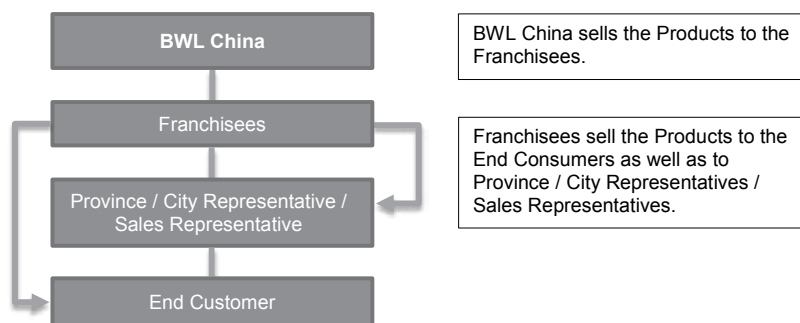 BWL China
BWL China sells the Products to the
Franchisees.
Franchisees
Franchisees sell the Products to the
End Consumers as well as to
Province / City Representatives /
Sales Representatives.
Province / City Representative /
Sales Representative
End Customer